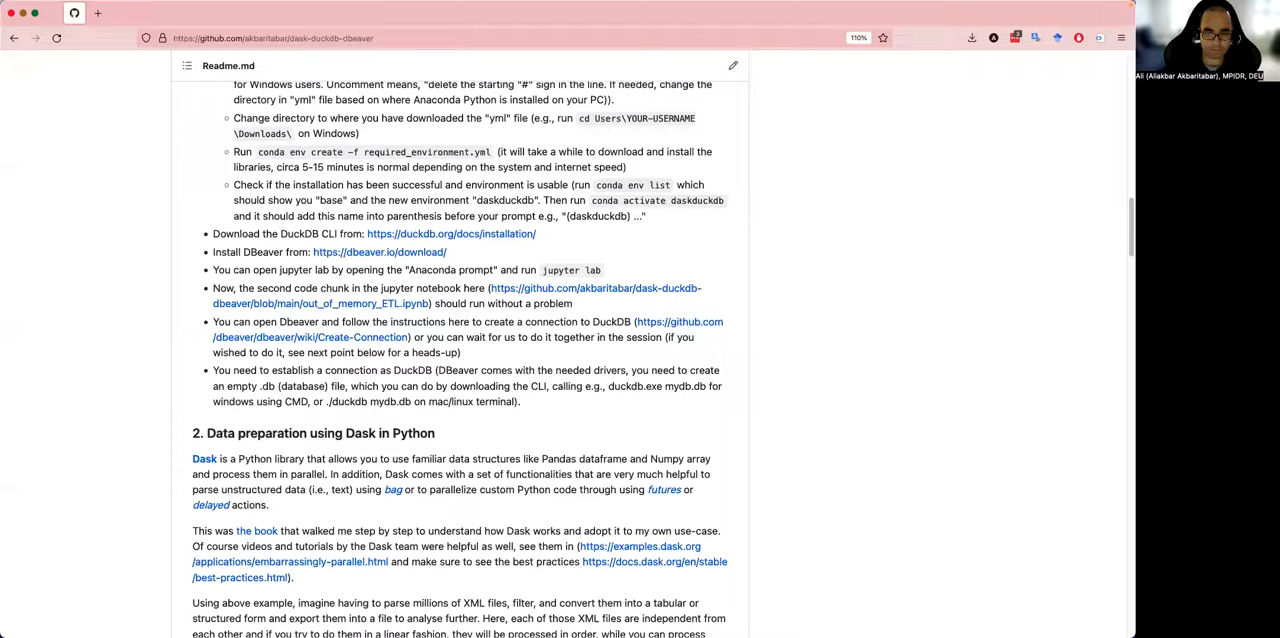 https://github.com/akbaritabar/dask-duckdb-dbeaver
110%
Ali (Aliakbar Akbaritabar), MPIDR, DEU
Readme.md
for Windows users. Uncomment means, "delete the starting "#" sign in the line. If needed, change the
directory in "yml" file based on where Anaconda Python is installed on your PC)).
Change directory to where you have downloaded the "yml" file (e.g., run cd Users\YOUR-USERNAME
\Downloads\ on Windows)
Run conda env create -f required_environment.yml (it will take a while to download and install the
libraries, circa 5-15 minutes is normal depending on the system and internet speed)
Check if the installation has been successful and environment is usable (run conda env list which
should show you "base" and the new environment "daskduckdb". Then run conda activate daskduckdb
and it should add this name into parenthesis before your prompt e.g., "(daskduckdb) ..."
Download the DuckDB CLI from: https://duckdb.org/docs/installation/
Install DBeaver from: https://dbeaver.io/download/
You can open jupyter lab by opening the "Anaconda prompt" and run jupyter lab
Now, the second code chunk in the jupyter notebook here (https://github.com/akbaritabar/dask-duckdb-
dbeaver/blob/main/out_of_memory_ETL.ipynb) should run without a problem
You can open Dbeaver and follow the instructions here to create a connection to DuckDB (https://github.com
/dbeaver/dbeaver/wiki/Create-Connection) or you can wait for us to do it together in the session (if you
wished to do it, see next point below for a heads-up)
You need to establish a connection as DuckDB (DBeaver comes with the needed drivers, you need to create
an empty .db (database) file, which you can do by downloading the CLI, calling e.g., duckdb.exe mydb.db for
windows using CMD, or ./duckdb mydb.db on mac/linux terminal).
2. Data preparation using Dask in Python
Dask is a Python library that allows you to use familiar data structures like Pandas dataframe and Numpy array
and process them in parallel. In addition, Dask comes with a set of functionalities that are very much helpful to
parse unstructured data (i.e., text) using bag or to parallelize custom Python code through using futures or
delayed actions.
This was the book that walked me step by step to understand how Dask works and adopt it to my own use-case.
Of course videos and tutorials by the Dask team were helpful as well, see them in (https://examples.dask.org
/applications/embarrassingly-parallel.html and make sure to see the best practices https://docs.dask.org/en/stable
/best-practices.html).
Using above example, imagine having to parse millions of XML files, filter, and convert them into a tabular or
structured form and export them into a file to analyse further. Here, each of those XML files are independent from
each other and if you try to do them in a linear fashion, they will be processed in order, while you can process